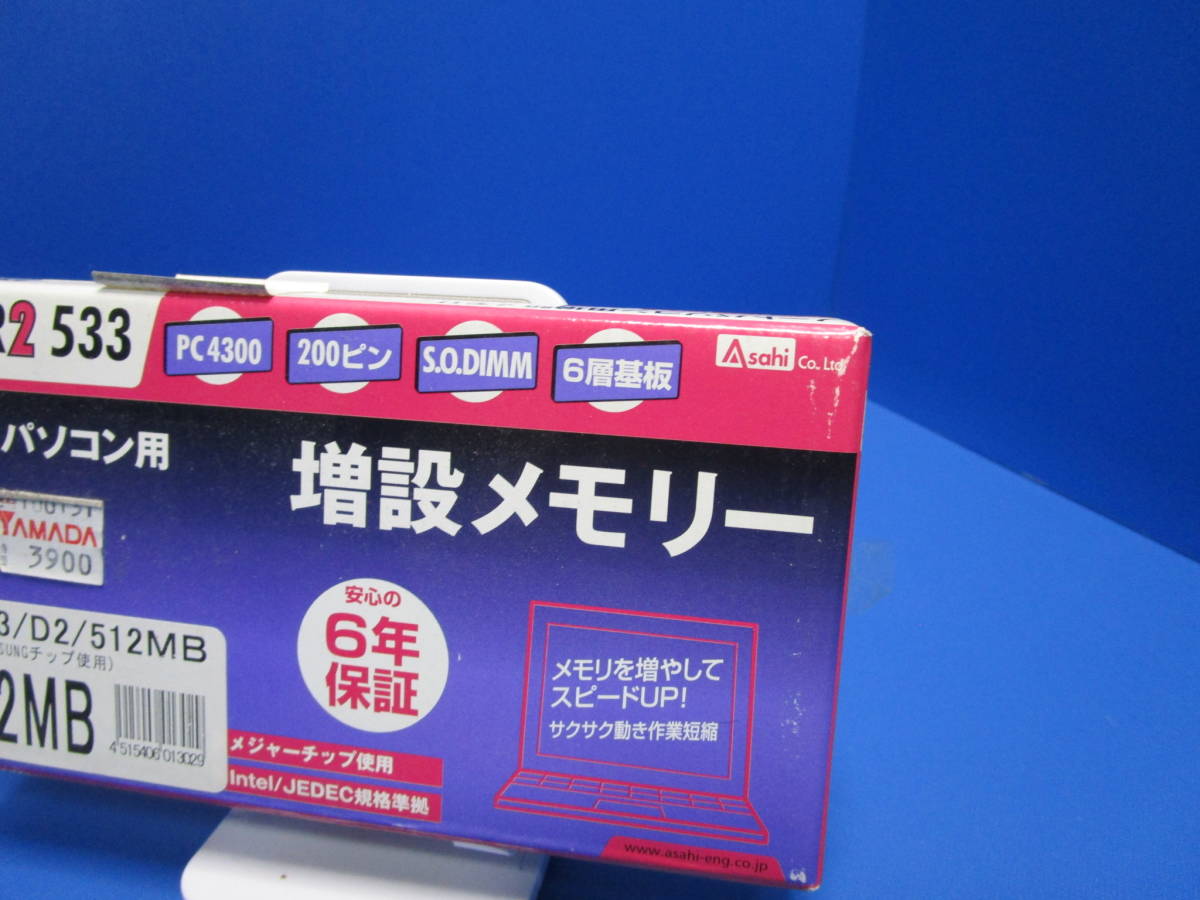 R2 533
PC4300
200ピン
S.O.DIMM
6層基板
Asahi Co., Ltd.
パソコン用
増設メモリー
YAMADA
3900
安心の
6年
保証
3/D2/512MB
SUNGチップ使用)
2MB
4 515406 013029
メモリを増やして
スピードUP!
サクサク動き作業短縮
メジャーチップ使用
Intel/JEDEC規格準拠
www.asahi-eng.co.jp